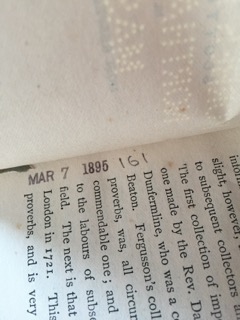 MAR 7 1895 161
inform
slight, however,
to subsequent collectors a
The first collection of imp
one made by the Rev. Da
Dunfermline, who was a c
Beaton. Fergusson's coll
proverbs, was, all circum
commendable one; and
to the labours of subse
field. The next is that
London in 1721. This
proverbs, and is very